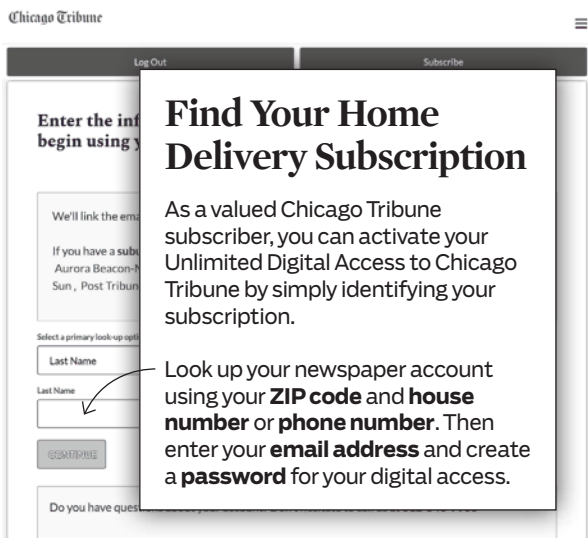 Chicago Tribune
Log Out
Subscribe
Enter the inf
begin using y
Find Your Home
Delivery Subscription
As a valued Chicago Tribune
subscriber, you can activate your
Unlimited Digital Access to Chicago
Tribune by simply identifying your
subscription.
Look up your newspaper account
using your ZIP code and house
number or phone number. Then
enter your email address and create
a password for your digital access.
We'll link the ema
If you have a subu
Aurora Beacon-N
Sun, Post Tribun
Select a primary look-up opti
Last Name
Last Name
CONTINUE
Do you have ques